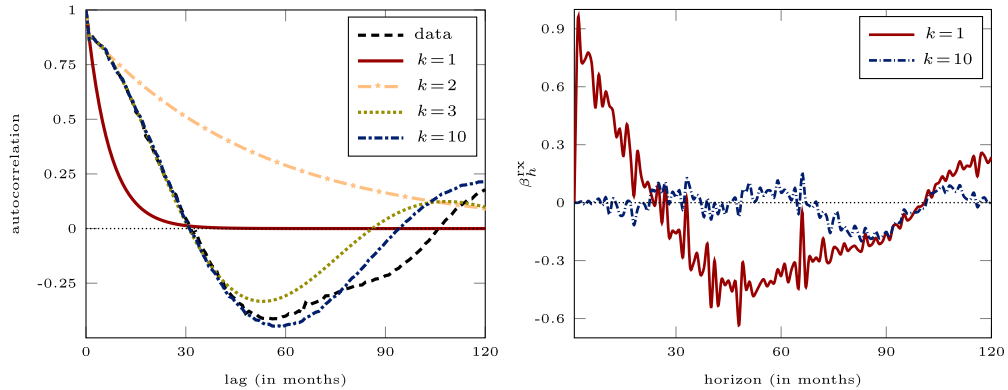 1
0.75
0.5
0.25
0
-0.25
autocorrelation
data
k = 1
k = 2
k = 3
k = 10
0 30 60 90 120
lag (in months)
0.9
0.6
0.3
0
-0.3
-0.6
β_h^rx
k = 1
k = 10
30 60 90 120
horizon (in months)